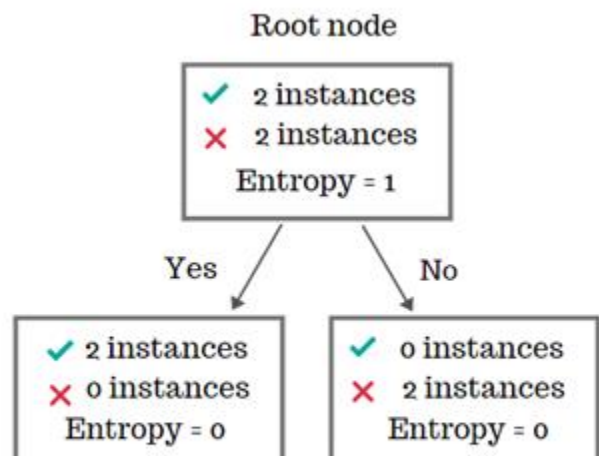 Root node
✓ 2 instances
✗ 2 instances
Entropy = 1
Yes
No
✓ 2 instances
✗ 0 instances
Entropy = 0
✓ 0 instances
✗ 2 instances
Entropy = 0